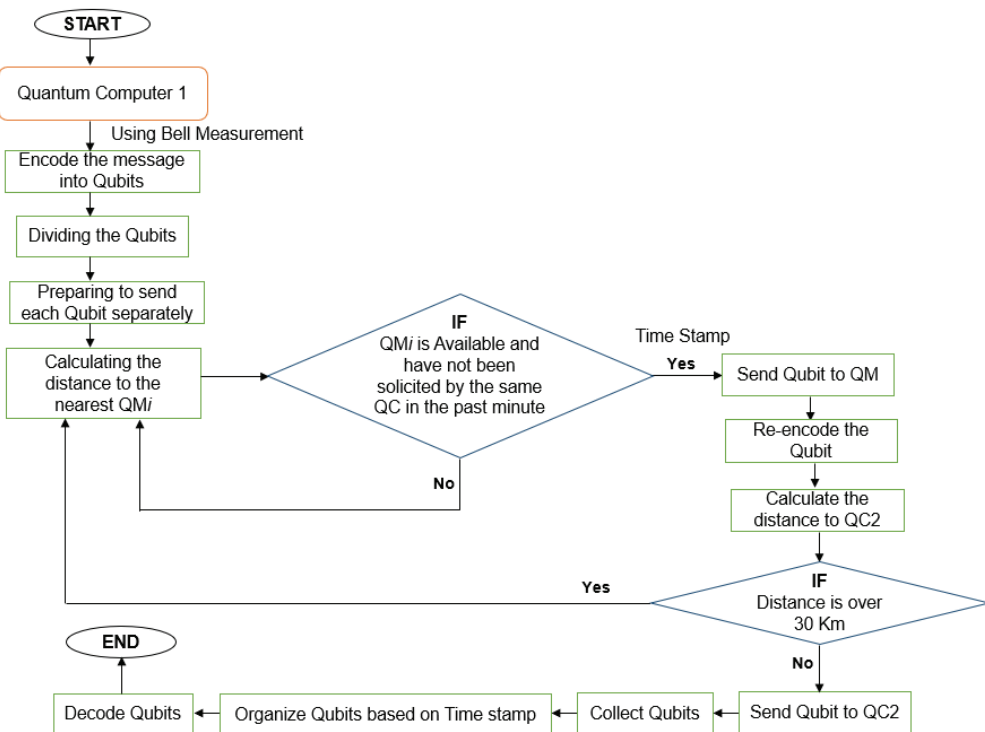 START
Quantum Computer 1
Using Bell Measurement
Encode the message
into Qubits
Dividing the Qubits
Preparing to send
each Qubit separately
Calculating the
distance to the
nearest QMi
IF
QMi is Available and
have not been
solicited by the same
QC in the past minute
No
Time Stamp
Yes
Send Qubit to QM
Re-encode the
Qubit
Calculate the
distance to QC2
IF
Distance is over
30 Km
Yes
No
Send Qubit to QC2
Collect Qubits
Organize Qubits based on Time stamp
Decode Qubits
END